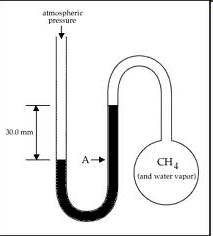 atmospheric
pressure
30.0 mm
A
CH4
(and water vapor)